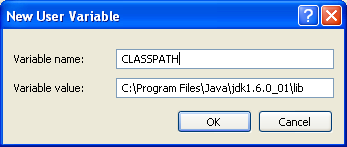 New User Variable
Variable name: CLASSPATH
Variable value: C:\Program Files\Java\jdk1.6.0_01\lib
OK Cancel